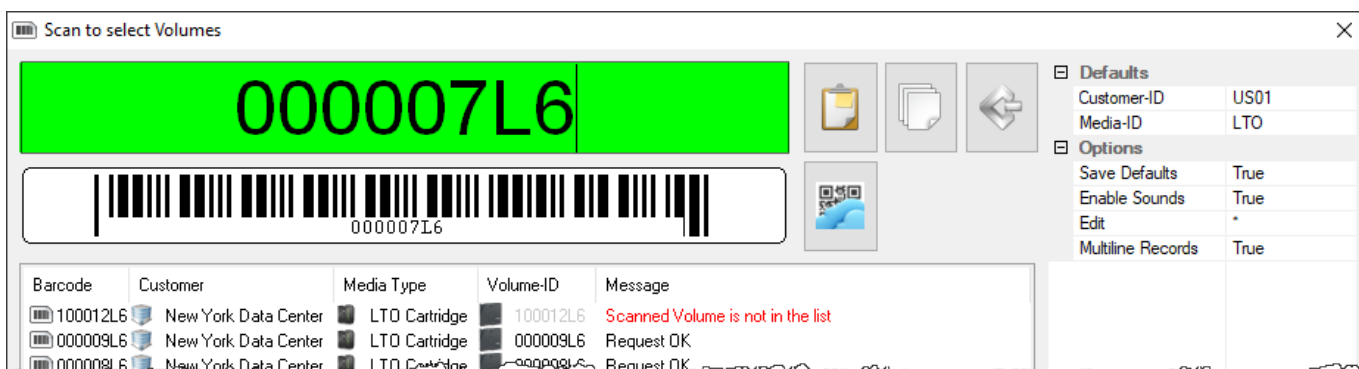 Scan to select Volumes
000007L6
000007L6
Defaults
Customer-ID US01
Media-ID LTO
Options
Save Defaults True
Enable Sounds True
Edit *
Multiline Records True
Barcode Customer Media Type Volume-ID Message
100012L6 New York Data Center LTO Cartridge 100012L6 Scanned Volume is not in the list
000009L6 New York Data Center LTO Cartridge 000009L6 Request OK
000008L6 New York Data Center LTO Cartridge Request OK